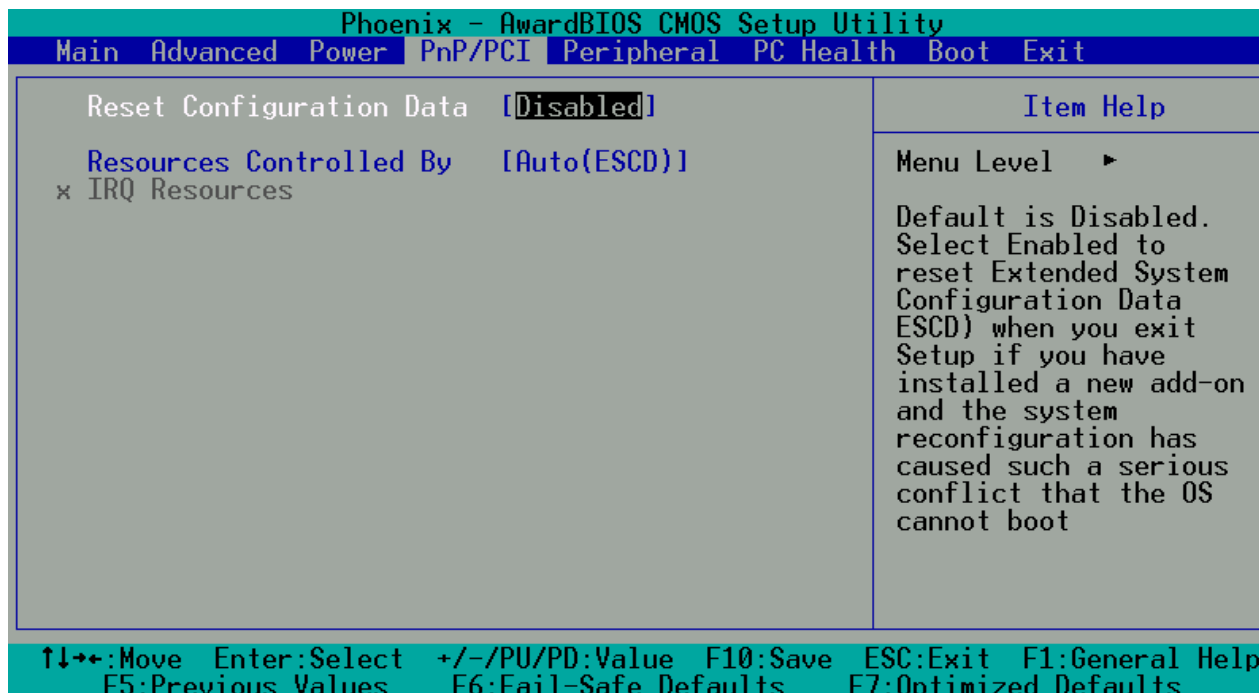 Phoenix - AwardBIOS CMOS Setup Utility
Main Advanced Power PnP/PCI Peripheral PC Health Boot Exit
Reset Configuration Data [Disabled]
Resources Controlled By [Auto(ESCD)]
x IRQ Resources
Item Help
Menu Level ►
Default is Disabled.
Select Enabled to
reset Extended System
Configuration Data
ESCD) when you exit
Setup if you have
installed a new add-on
and the system
reconfiguration has
caused such a serious
conflict that the OS
cannot boot
↑↓→←:Move Enter:Select +/-/PU/PD:Value F10:Save ESC:Exit F1:General Help
F5:Previous Values F6:Fail-Safe Defaults F7:Optimized Defaults